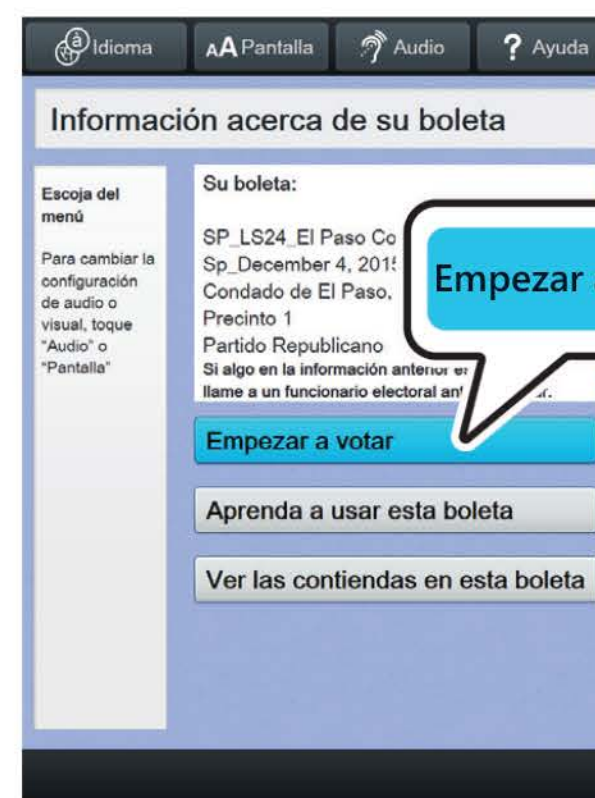 Idioma
AA Pantalla
Audio
? Ayuda
Información acerca de su boleta
Escoja del
menú
Para cambiar la
configuración
de audio o
visual, toque
"Audio" o
"Pantalla"
Su boleta:
SP_LS24_El Paso Co
Sp_December 4, 2015
Condado de El Paso,
Precinto 1
Partido Republicano
Si algo en la información anterior
llame a un funcionario electoral
Empezar
Empezar a votar
Aprenda a usar esta boleta
Ver las contiendas en esta boleta